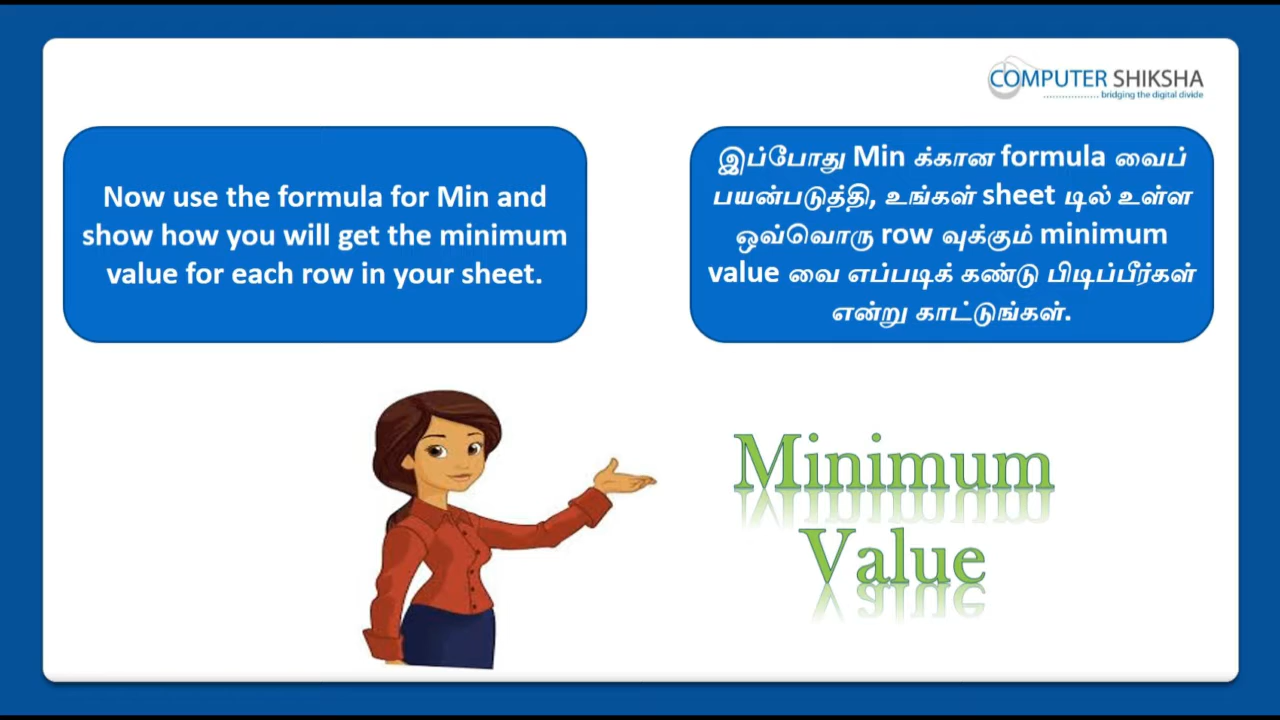 COMPUTER SHIKSHA
bridging the digital divide
Now use the formula for Min and
show how you will get the minimum
value for each row in your sheet.
இப்போது Min க்கான formula வைப்
பயன்படுத்தி, உங்கள் sheet டில் உள்ள
ஒவ்வொரு row வுக்கும் minimum
value வை எப்படிக் கண்டு பிடிப்பீர்கள்
என்று காட்டுங்கள்.
Minimum
Value